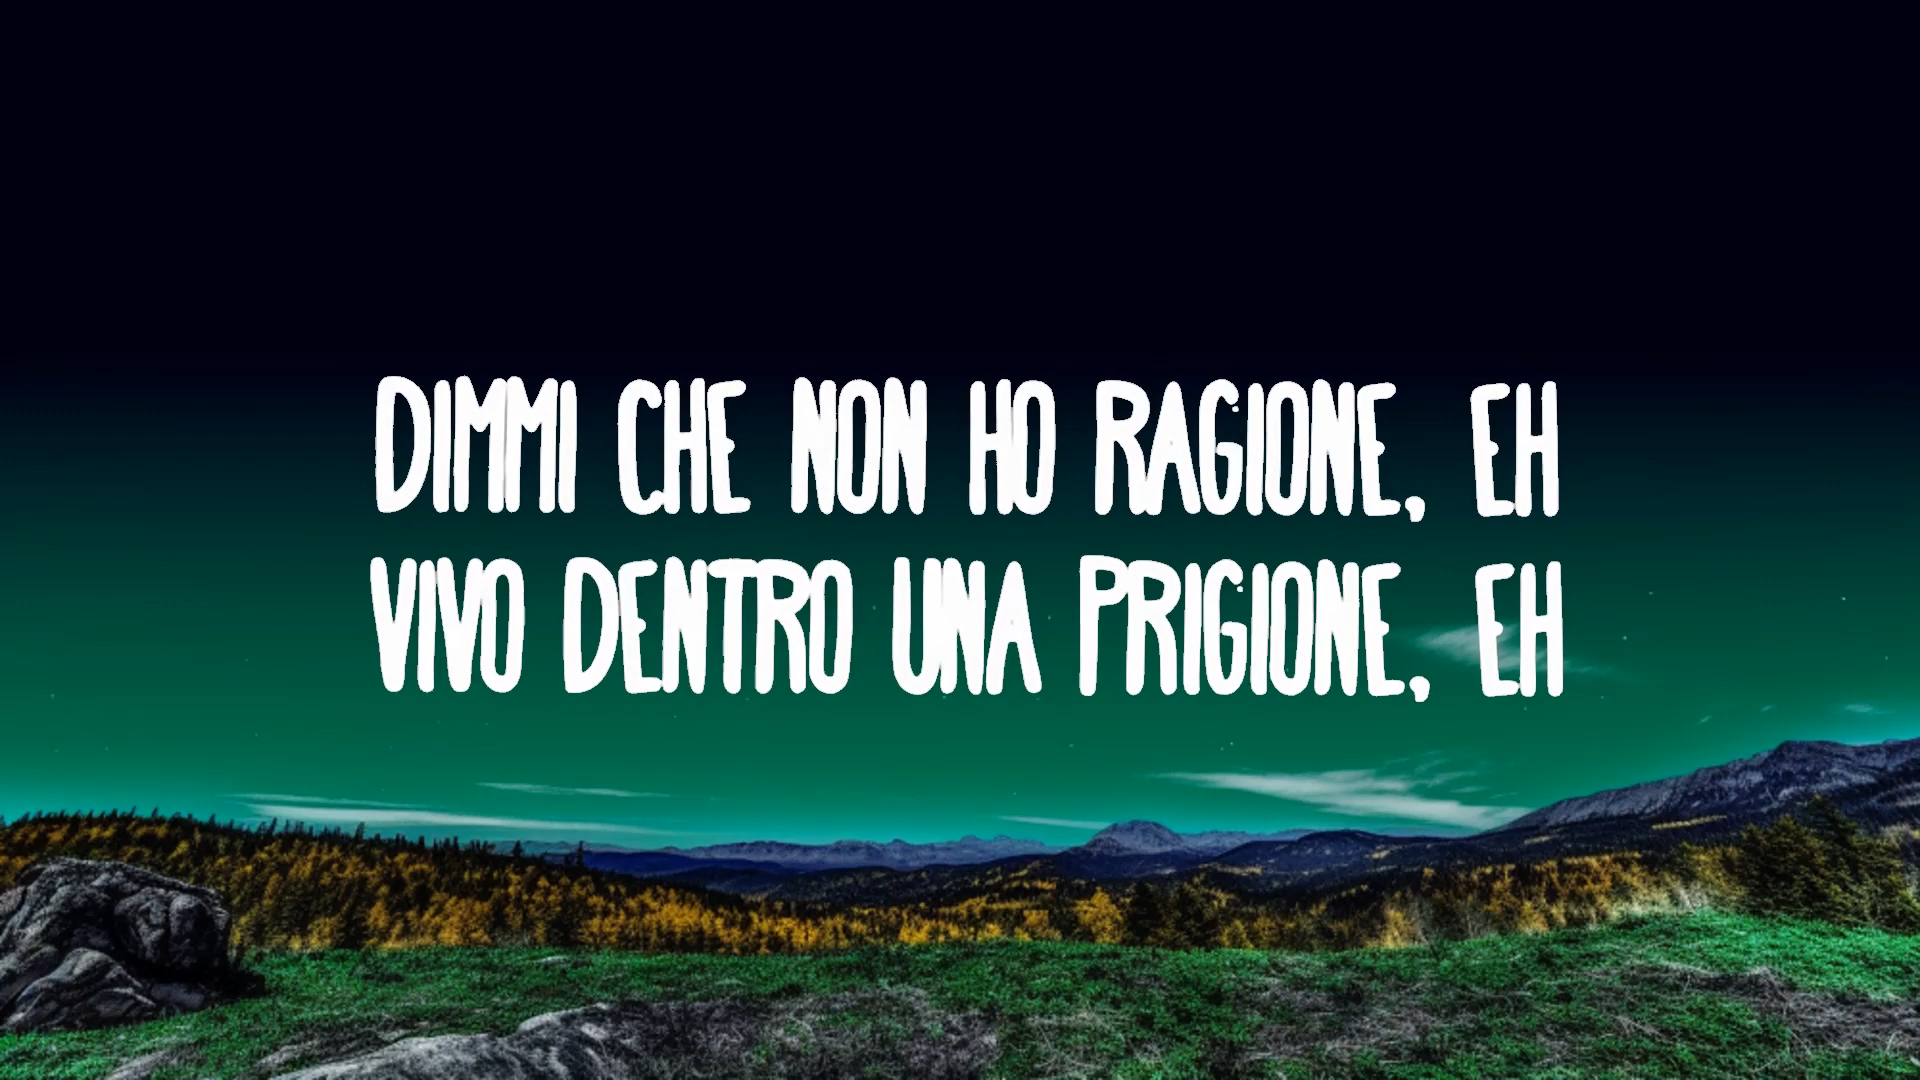 DIMMI CHE NON HO RAGIONE, EH
VIVO DENTRO UNA PRIGIONE, EH